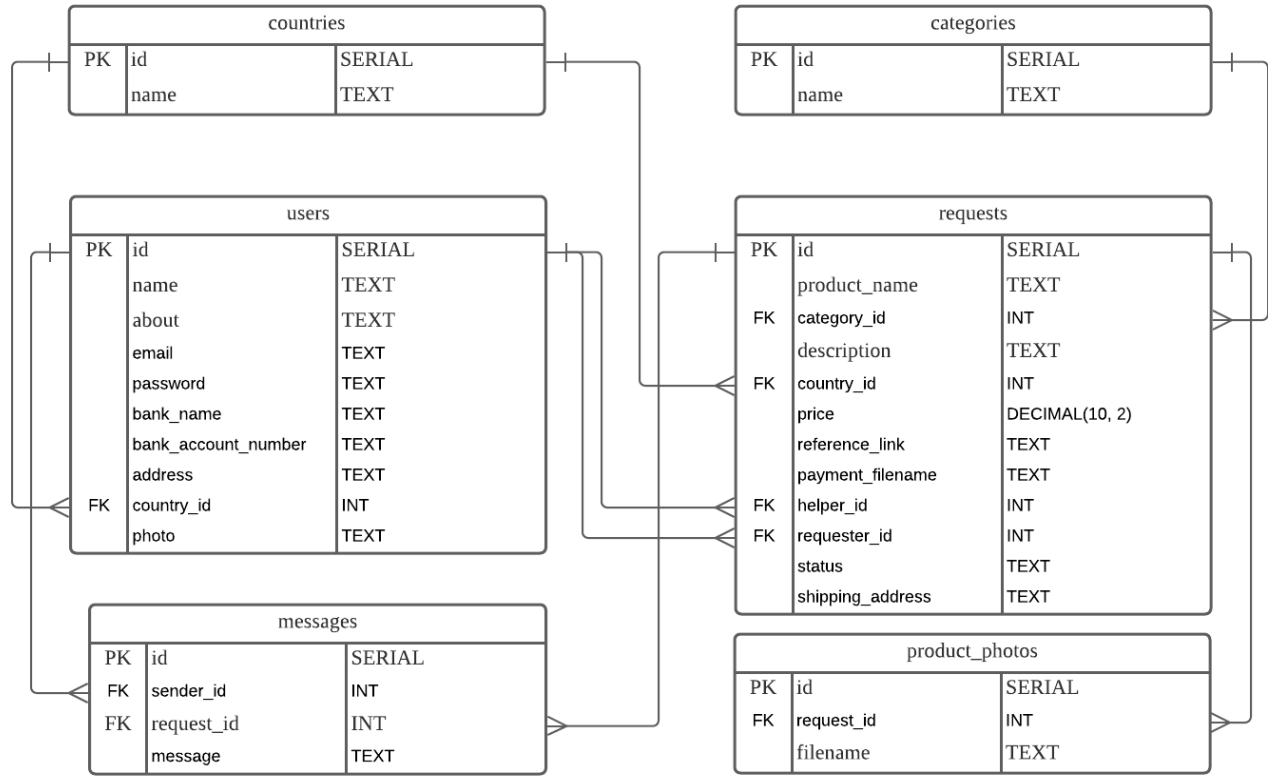 countries
PK id SERIAL
name TEXT
categories
PK id SERIAL
name TEXT
users
PK id SERIAL
name TEXT
about TEXT
email TEXT
password TEXT
bank_name TEXT
bank_account_number TEXT
address TEXT
FK country_id INT
photo TEXT
requests
PK id SERIAL
product_name TEXT
FK category_id INT
description TEXT
FK country_id INT
price DECIMAL(10, 2)
reference_link TEXT
payment_filename TEXT
FK helper_id INT
FK requester_id INT
status TEXT
shipping_address TEXT
messages
PK id SERIAL
FK sender_id INT
FK request_id INT
message TEXT
product_photos
PK id SERIAL
FK request_id INT
filename TEXT